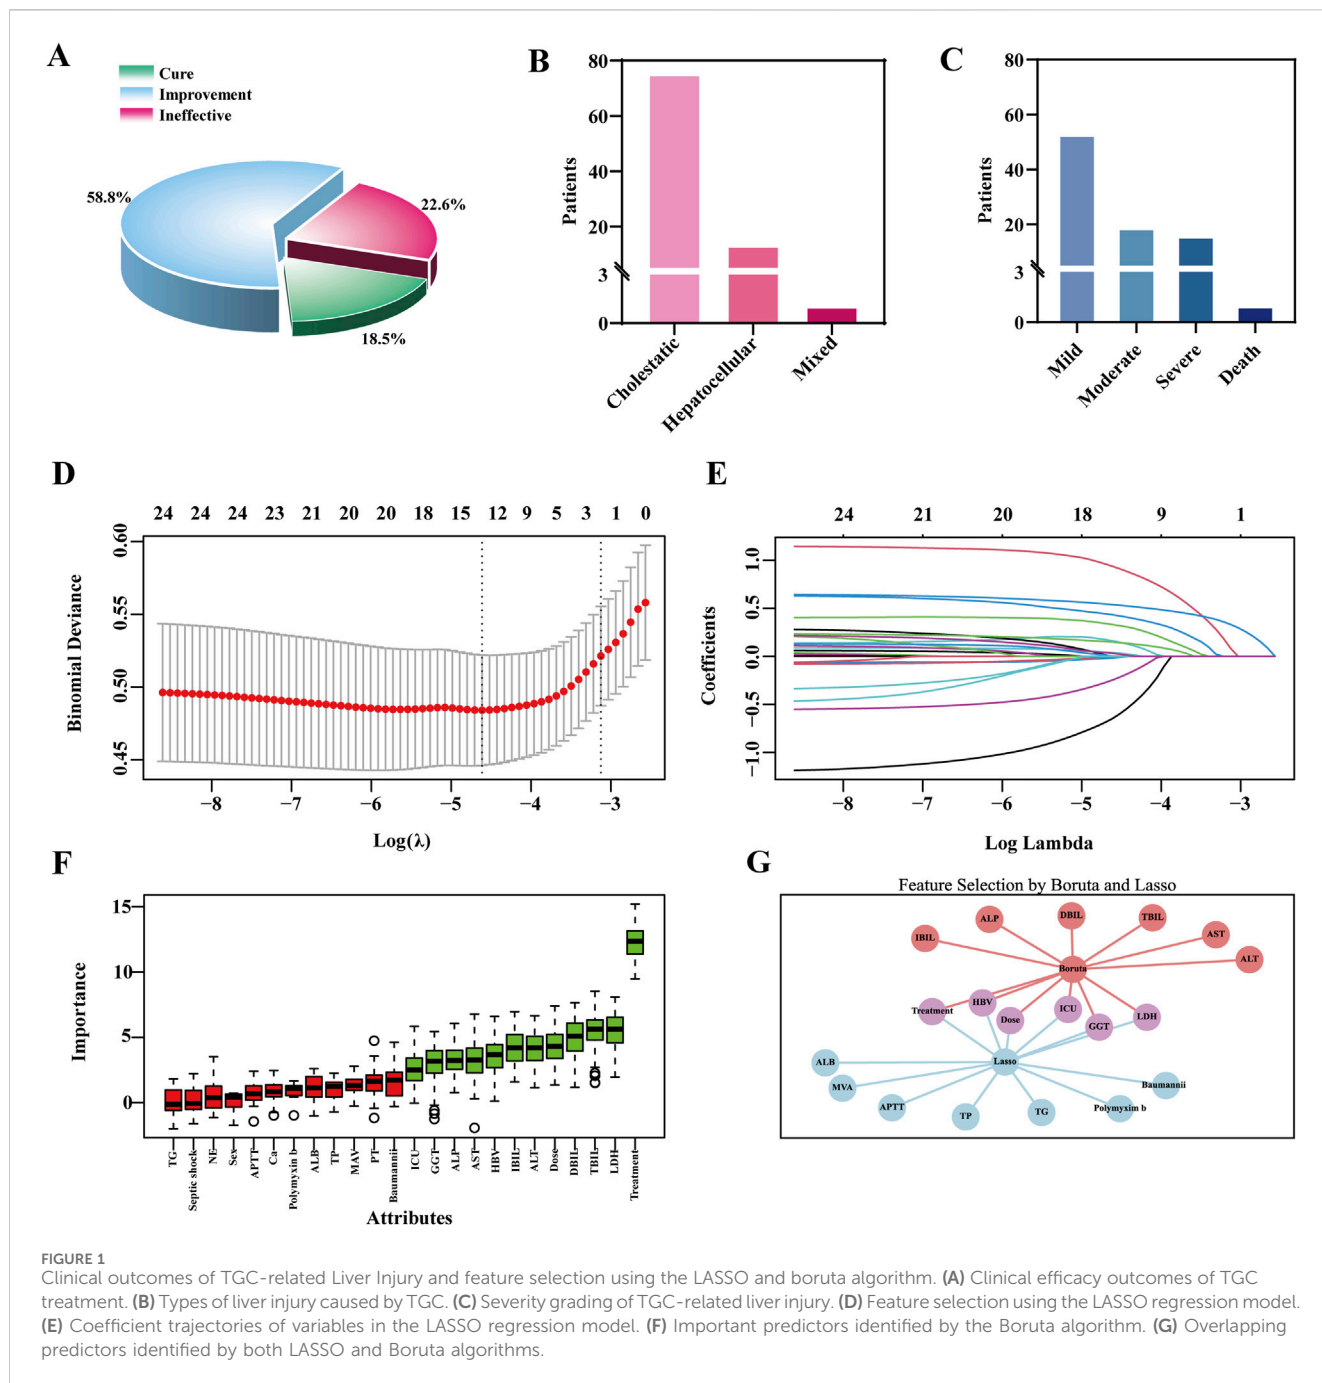 A
Cure
Improvement
Ineffective
58.8%
22.6%
18.5%
B
Patients
80
60
40
20
3
0
Cholestatic
Hepatocellular
Mixed
C
Patients
80
60
40
20
3
0
Mild
Moderate
Severe
Death
D
24 24 24 23 21 20 20 18 15 12 9 5 3 1 0
Binomial Deviance
0.60
0.55
0.50
0.45
−8 −7 −6 −5 −4 −3
Log(λ)
E
24 21 20 18 9 1
Coefficients
1.0
0.5
0.0
−0.5
−1.0
−8 −7 −6 −5 −4 −3
Log Lambda
F
Importance
15
10
5
0
TG
Septic shock
NE
Sex
APTT
Ca
Polymyxin b
ALB
TP
MAV
PT
Baumannii
ICU
GGT
ALP
AST
HBV
IBIL
ALT
Dose
DBIL
TBIL
LDH
Treatment
Attributes
G
Feature Selection by Boruta and Lasso
IBIL
ALP
DBIL
TBIL
AST
ALT
Boruta
Treatment
HBV
Dose
ICU
GGT
LDH
Lasso
ALB
MVA
APTT
TP
TG
Polymyxim b
Baumannii
FIGURE 1
Clinical outcomes of TGC-related Liver Injury and feature selection using the LASSO and boruta algorithm. (A) Clinical efficacy outcomes of TGC
treatment. (B) Types of liver injury caused by TGC. (C) Severity grading of TGC-related liver injury. (D) Feature selection using the LASSO regression model.
(E) Coefficient trajectories of variables in the LASSO regression model. (F) Important predictors identified by the Boruta algorithm. (G) Overlapping
predictors identified by both LASSO and Boruta algorithms.